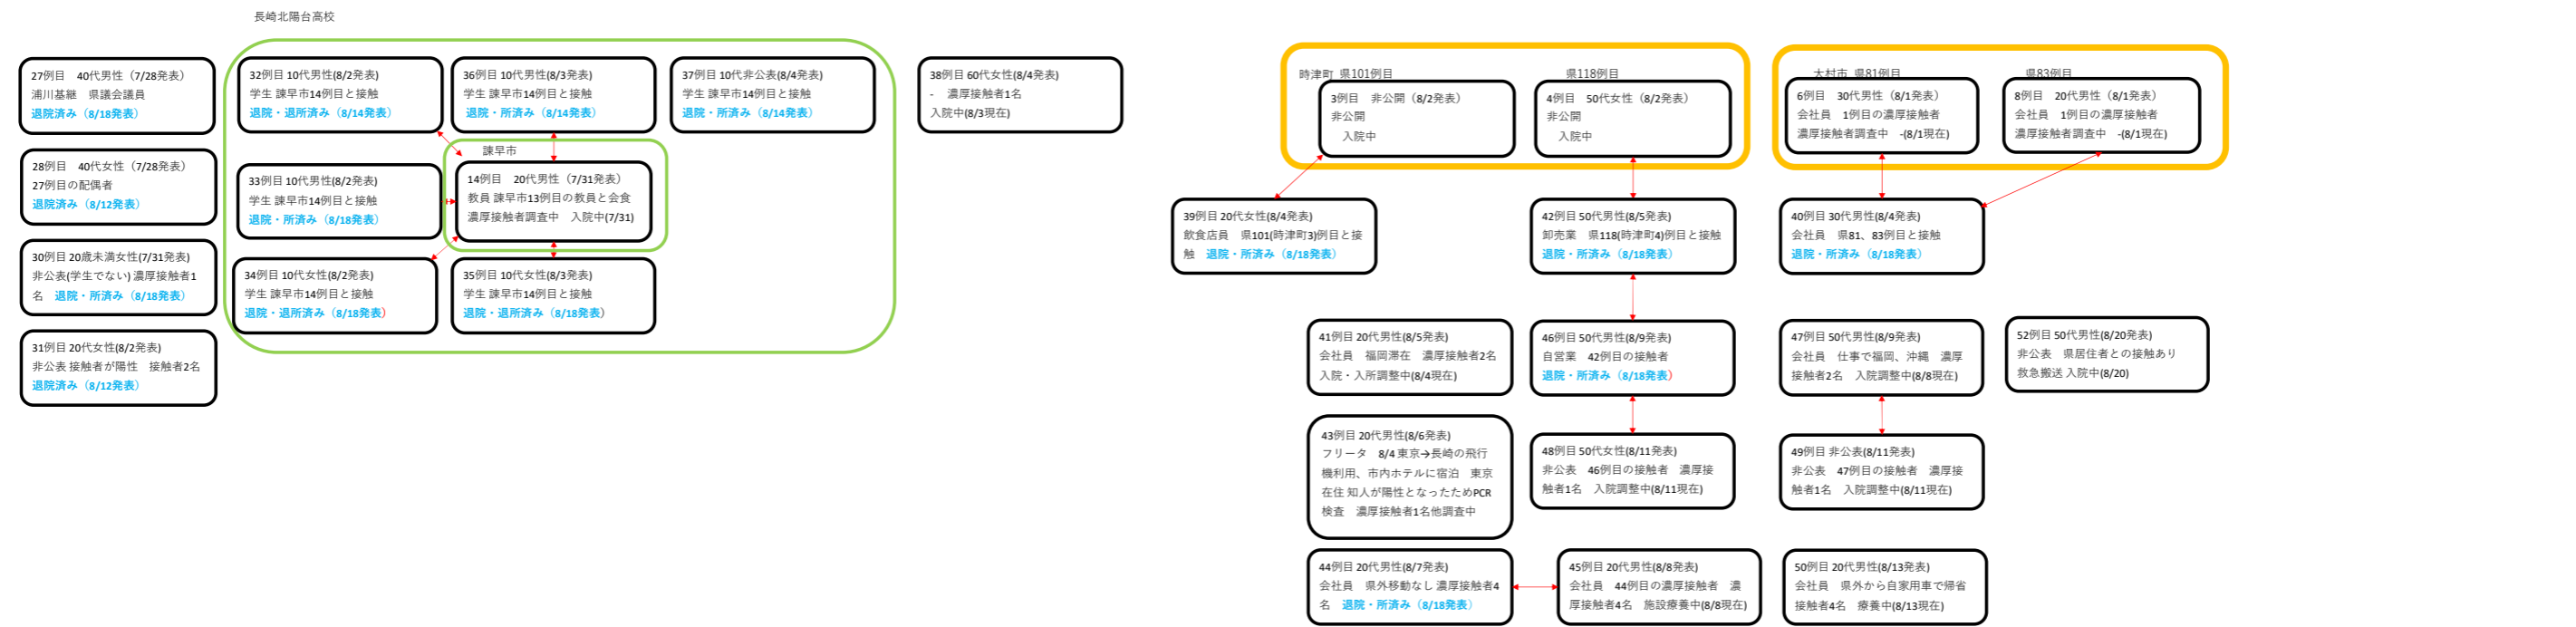 長崎北陽台高校
27例目　40代男性（7/28発表）
浦川基継　県議会議員
退院済み（8/18発表）
28例目　40代女性（7/28発表）
27例目の配偶者
退院済み（8/12発表）
30例目 20歳未満女性(7/31発表)
非公表(学生でない) 濃厚接触者1
名　退院・所済み（8/18発表）
31例目 20代女性(8/2発表)
非公表 接触者が陽性　接触者2名
退院済み（8/12発表）
32例目 10代男性(8/2発表)
学生 諫早市14例目と接触
退院・退所済み（8/14発表）
36例目 10代男性(8/3発表)
学生 諫早市14例目と接触
退院・所済み（8/14発表）
37例目 10代非公表(8/4発表)
学生 諫早市14例目と接触
退院・所済み（8/14発表）
33例目 10代男性(8/2発表)
学生 諫早市14例目と接触
退院・所済み（8/18発表）
諫早市
14例目　20代男性（7/31発表）
教員 諫早市13例目の教員と会食
濃厚接触者調査中　入院中(7/31)
34例目 10代女性(8/2発表)
学生 諫早市14例目と接触
退院・退所済み（8/18発表）
35例目 10代女性(8/3発表)
学生 諫早市14例目と接触
退院・退所済み（8/18発表）
38例目 60代女性(8/4発表)
-　濃厚接触者1名
入院中(8/3現在)
時津町 県101例目
3例目　非公開（8/2発表）
非公開
入院中
県118例目
4例目　50代女性（8/2発表）
非公開
入院中
大村市 県81例目
6例目　30代男性（8/1発表）
会社員　1例目の濃厚接触者
濃厚接触者調査中　-(8/1現在)
県83例目
8例目　20代男性（8/1発表）
会社員　1例目の濃厚接触者
濃厚接触者調査中　-(8/1現在)
39例目 20代女性(8/4発表)
飲食店員　県101(時津町3)例目と接
触　退院・所済み（8/18発表）
42例目 50代男性(8/5発表)
卸売業　県118(時津町4)例目と接触
退院・所済み（8/18発表）
40例目 30代男性(8/4発表)
会社員　県81、83例目と接触
退院・所済み（8/18発表）
41例目 20代男性(8/5発表)
会社員　福岡滞在　濃厚接触者2名
入院・入所調整中(8/4現在)
46例目 50代男性(8/9発表)
自営業　42例目の接触者
退院・所済み（8/18発表）
47例目 50代男性(8/9発表)
会社員　仕事で福岡、沖縄　濃厚
接触者2名　入院調整中(8/8現在)
52例目 50代男性(8/20発表)
非公表　県居住者との接触あり
救急搬送 入院中(8/20)
43例目 20代男性(8/6発表)
フリータ　8/4 東京→長崎の飛行
機利用、市内ホテルに宿泊　東京
在住 知人が陽性となったためPCR
検査　濃厚接触者1名他調査中
48例目 50代女性(8/11発表)
非公表　46例目の接触者　濃厚接
触者1名　入院調整中(8/11現在)
49例目 非公表(8/11発表)
非公表　47例目の接触者　濃厚接
触者1名　入院調整中(8/11現在)
44例目 20代男性(8/7発表)
会社員　県外移動なし 濃厚接触者4
名　退院・所済み（8/18発表）
45例目 20代男性(8/8発表)
会社員　44例目の濃厚接触者　濃
厚接触者4名　施設療養中(8/8現在)
50例目 20代男性(8/13発表)
会社員　県外から自家用車で帰省
接触者4名　療養中(8/13現在)